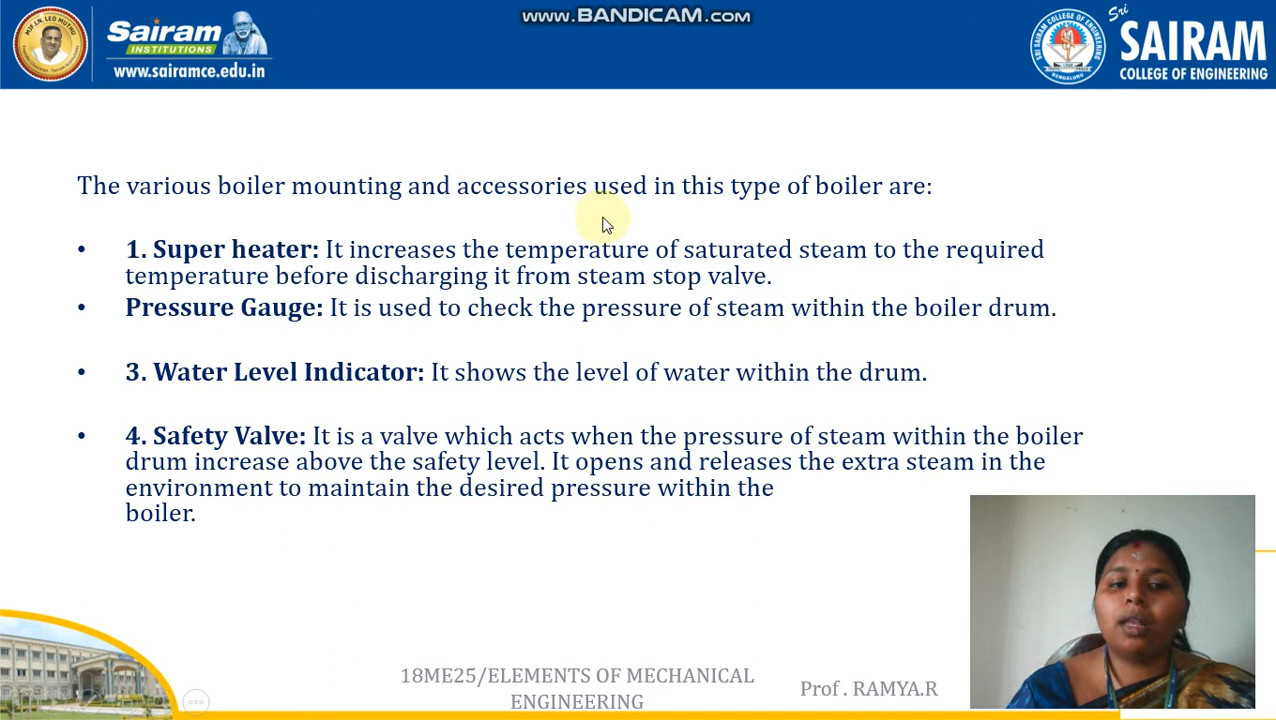 www.BANDICAM.com
Sairam
INSTITUTIONS
www.sairamce.edu.in
Sri
SAIRAM
COLLEGE OF ENGINEERING
The various boiler mounting and accessories used in this type of boiler are:
• 1. Super heater: It increases the temperature of saturated steam to the required
temperature before discharging it from steam stop valve.
• Pressure Gauge: It is used to check the pressure of steam within the boiler drum.
• 3. Water Level Indicator: It shows the level of water within the drum.
• 4. Safety Valve: It is a valve which acts when the pressure of steam within the boiler
drum increase above the safety level. It opens and releases the extra steam in the
environment to maintain the desired pressure within the
boiler.
18ME25/ELEMENTS OF MECHANICAL
ENGINEERING
Prof . RAMYA.R